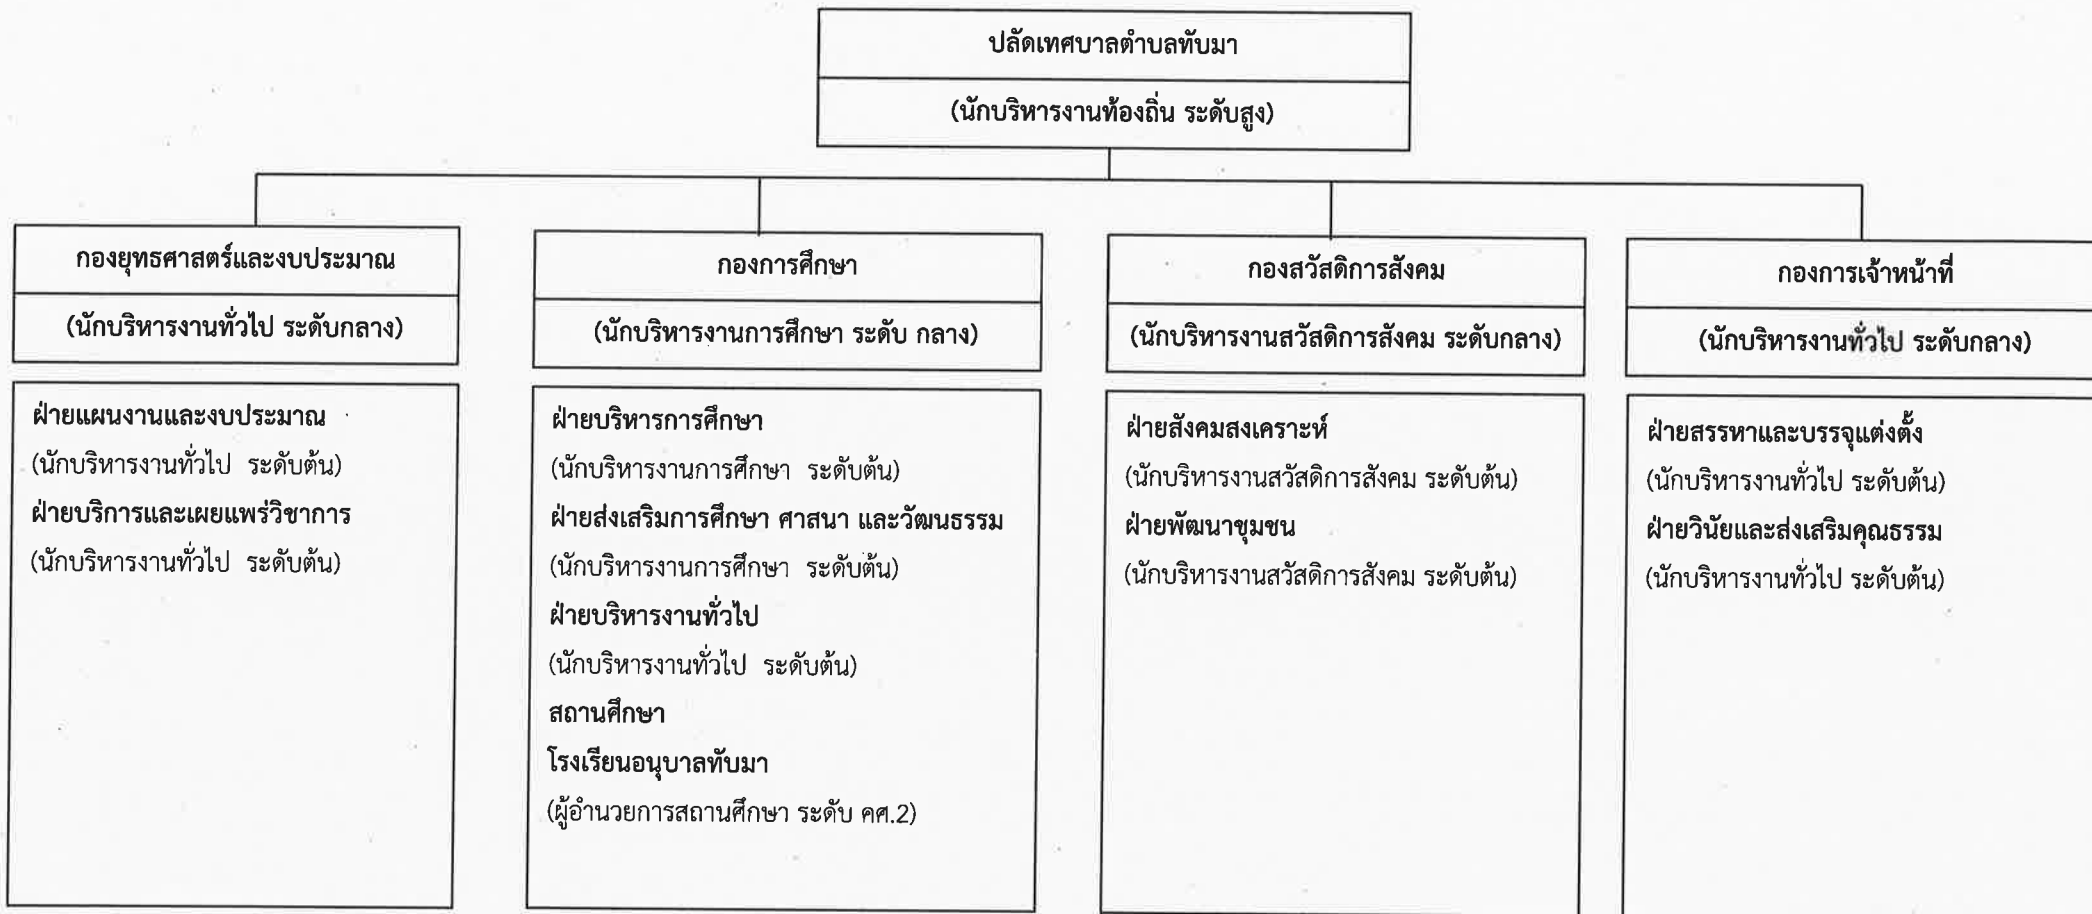 ปลัดเทศบาลตำบลทับมา
(นักบริหารงานท้องถิ่น ระดับสูง)
กองยุทธศาสตร์และงบประมาณ
(นักบริหารงานทั่วไป ระดับกลาง)
ฝ่ายแผนงานและงบประมาณ
(นักบริหารงานทั่วไป ระดับต้น)
ฝ่ายบริการและเผยแพร่วิชาการ
(นักบริหารงานทั่วไป ระดับต้น)
กองการศึกษา
(นักบริหารงานการศึกษา ระดับ กลาง)
ฝ่ายบริหารการศึกษา
(นักบริหารงานการศึกษา ระดับต้น)
ฝ่ายส่งเสริมการศึกษา ศาสนา และวัฒนธรรม
(นักบริหารงานการศึกษา ระดับต้น)
ฝ่ายบริหารงานทั่วไป
(นักบริหารงานทั่วไป ระดับต้น)
สถานศึกษา
โรงเรียนอนุบาลทับมา
(ผู้อำนวยการสถานศึกษา ระดับ คศ.2)
กองสวัสดิการสังคม
(นักบริหารงานสวัสดิการสังคม ระดับกลาง)
ฝ่ายสังคมสงเคราะห์
(นักบริหารงานสวัสดิการสังคม ระดับต้น)
ฝ่ายพัฒนาชุมชน
(นักบริหารงานสวัสดิการสังคม ระดับต้น)
กองการเจ้าหน้าที่
(นักบริหารงานทั่วไป ระดับกลาง)
ฝ่ายสรรหาและบรรจุแต่งตั้ง
(นักบริหารงานทั่วไป ระดับต้น)
ฝ่ายวินัยและส่งเสริมคุณธรรม
(นักบริหารงานทั่วไป ระดับต้น)